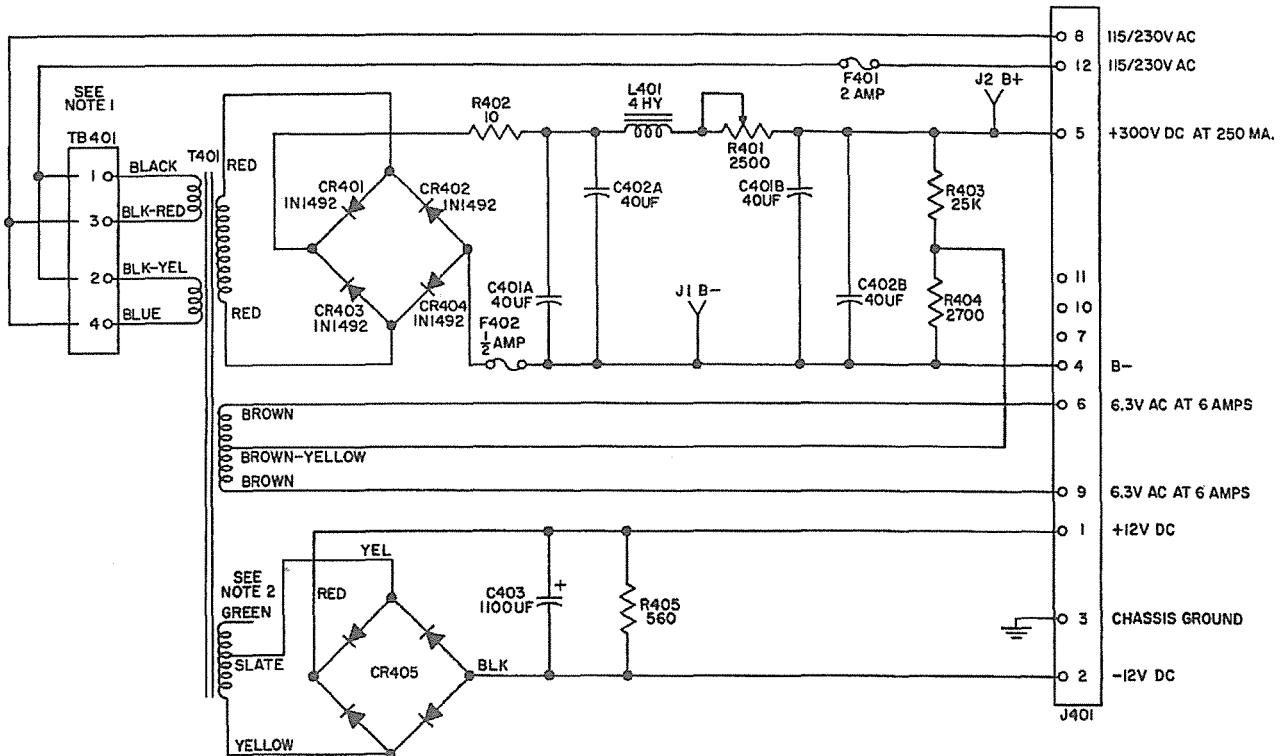 8 115/230V AC
12 115/230V AC
F401
2 AMP
J2 B+
SEE
NOTE 1
TB401
L401
4 HY
R402
10
5 +300V DC AT 250 MA.
R401
2500
T401
RED
1
BLACK
CR401
1N1492
CR402
1N1492
C402A
40UF
C401B
40UF
R403
25K
3
BLK-RED
2
BLK-YEL
11
C401A
40UF
J1 B-
C402B
40UF
R404
2700
10
4
BLUE
RED
CR403
1N1492
CR404
1N1492
F402
1/2 AMP
7
4 B-
BROWN
6 6.3V AC AT 6 AMPS
BROWN-YELLOW
BROWN
9 6.3V AC AT 6 AMPS
1 +12V DC
YEL
SEE
NOTE 2
RED
C403
1100UF
+
R405
560
GREEN
3 CHASSIS GROUND
SLATE
CR405
BLK
2 -12V DC
J401
YELLOW